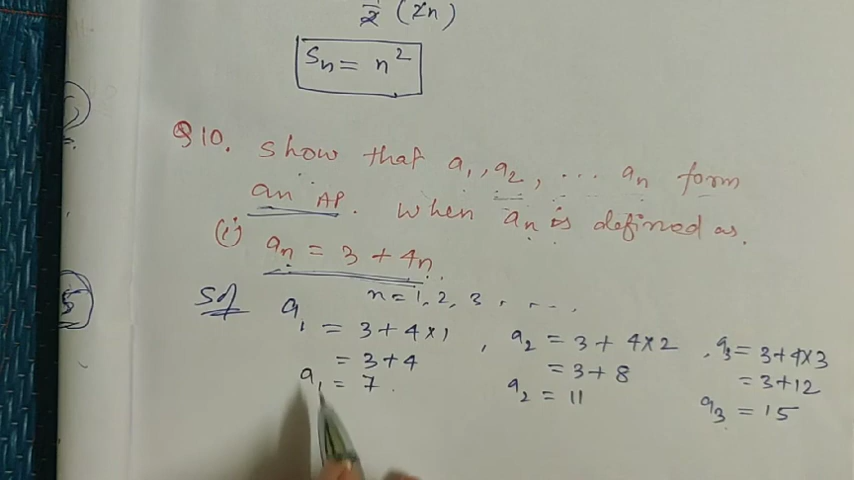 2 (2n)
Sn = n²
Q10. Show that a₁, a₂, ... an form
an AP. when an is defined as.
(i) an = 3 + 4n.
Sol n = 1, 2, 3, ....
a₁ = 3 + 4×1 , a₂ = 3 + 4×2 , a₃ = 3+4×3
= 3 + 4 = 3 + 8 = 3+12
a₁ = 7. a₂ = 11 a₃ = 15